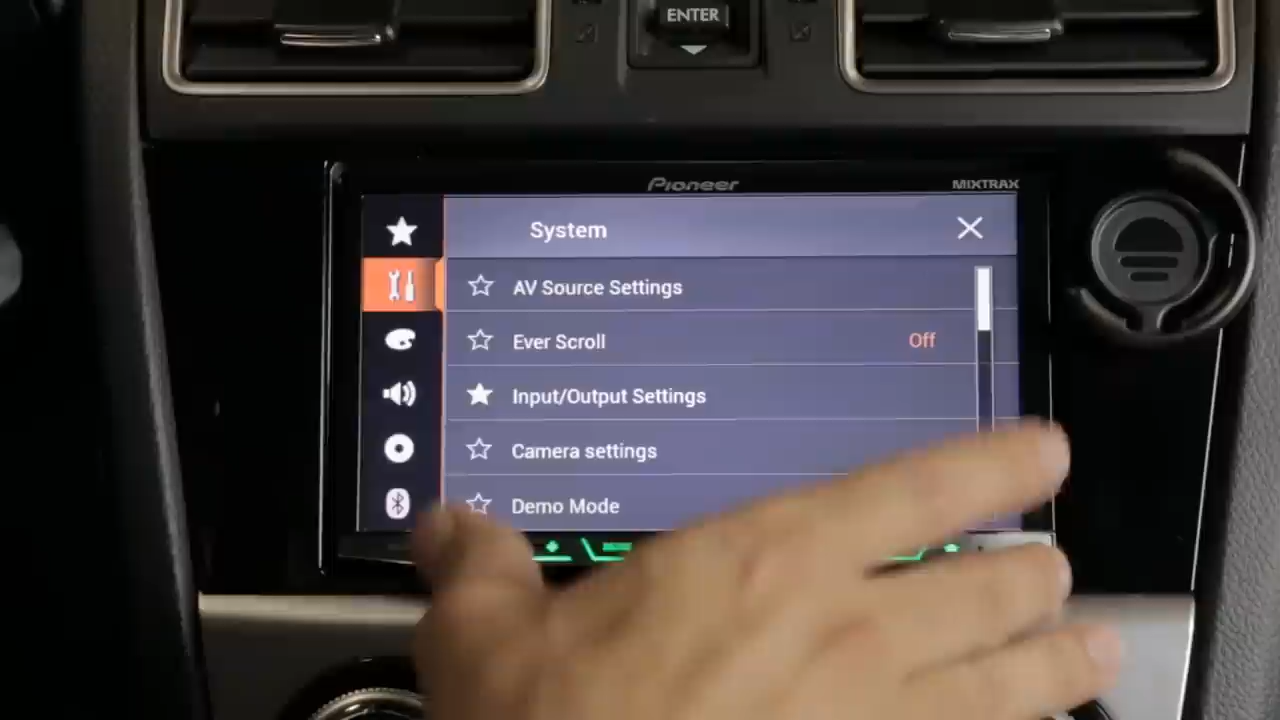 ENTER
Pioneer
MIXTRAX
System
AV Source Settings
Ever Scroll
Off
Input/Output Settings
Camera settings
Demo Mode